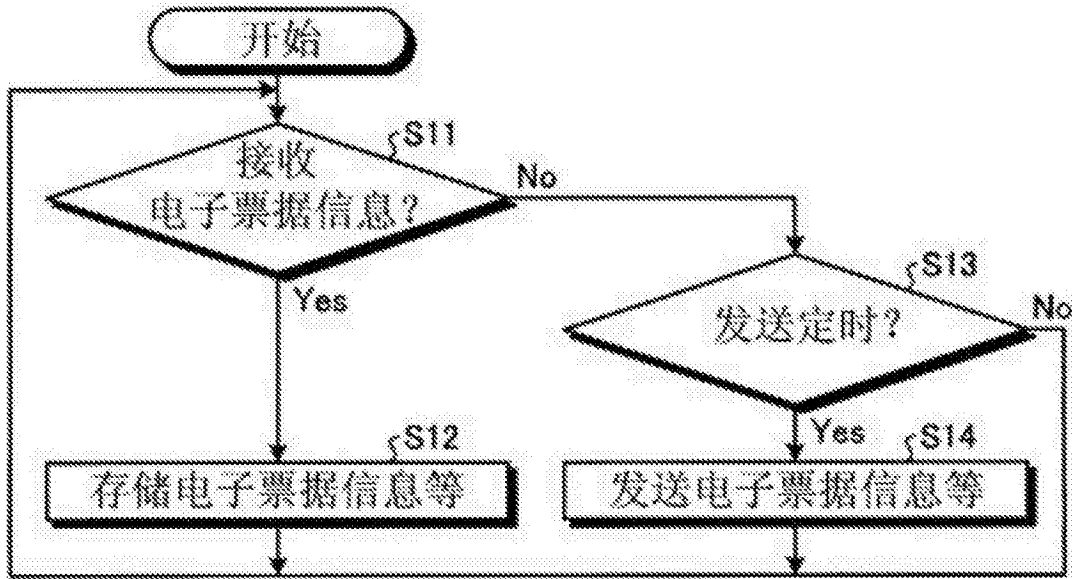 开始
S11
接收
电子票据信息?
No
Yes
S13
发送定时?
No
Yes
S12
存储电子票据信息等
S14
发送电子票据信息等